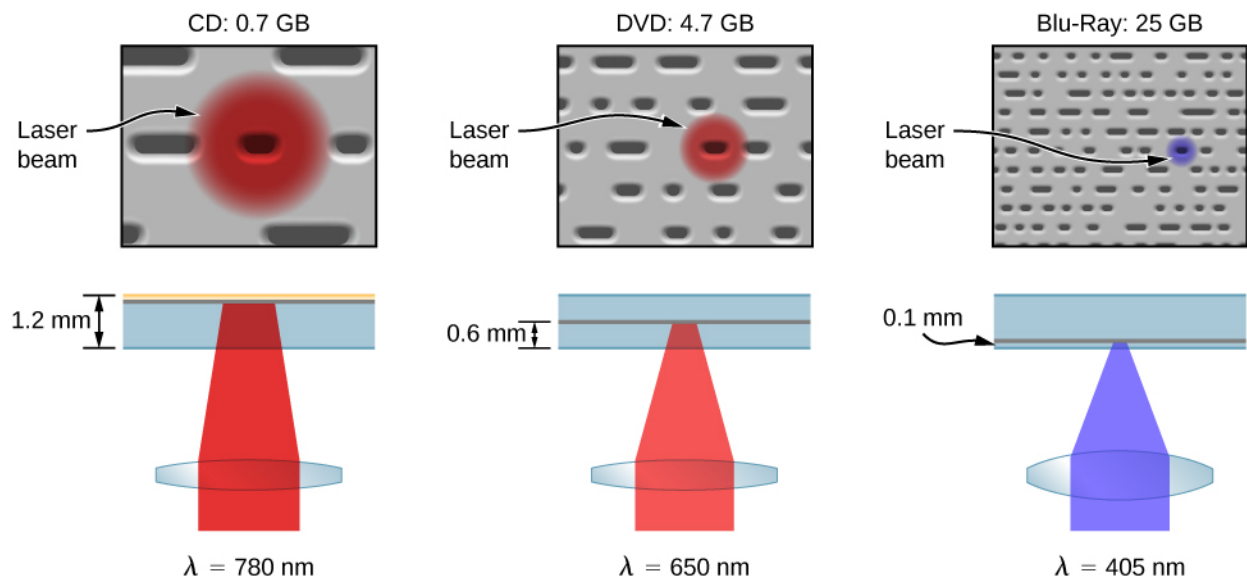 CD: 0.7 GB
DVD: 4.7 GB
Blu-Ray: 25 GB
Laser
beam
Laser
beam
Laser
beam
1.2 mm
0.6 mm
0.1 mm
λ = 780 nm
λ = 650 nm
λ = 405 nm